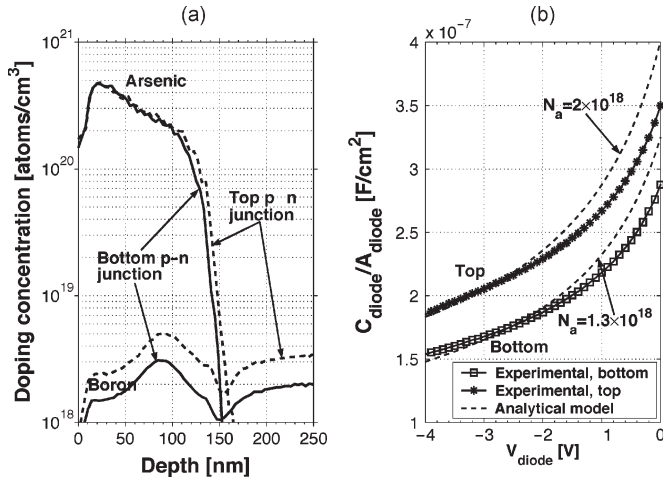 (a)
10^21
10^20
10^19
10^18
Doping concentration [atoms/cm^3]
Arsenic
Top p n
junction
Bottom p-n
junction
Boron
0 50 100 150 200 250
Depth [nm]
(b)
x 10^-7
4
3.5
3
2.5
2
1.5
1
C_diode/A_diode [F/cm^2]
N_a=2×10^18
Top
N_a=1.3×10^18
Bottom
Experimental, bottom
Experimental, top
Analytical model
-4 -3 -2 -1 0
V_diode [V]